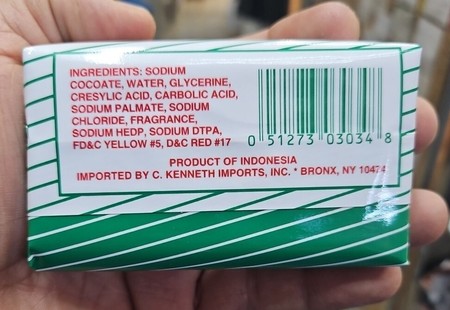 INGREDIENTS: SODIUM
COCOATE, WATER, GLYCERINE,
CRESYLIC ACID, CARBOLIC ACID,
SODIUM PALMATE, SODIUM
CHLORIDE, FRAGRANCE,
SODIUM HEDP, SODIUM DTPA,
FD&C YELLOW #5, D&C RED #17
0 51273 03034 8
PRODUCT OF INDONESIA
IMPORTED BY C. KENNETH IMPORTS, INC. * BRONX, NY 10474